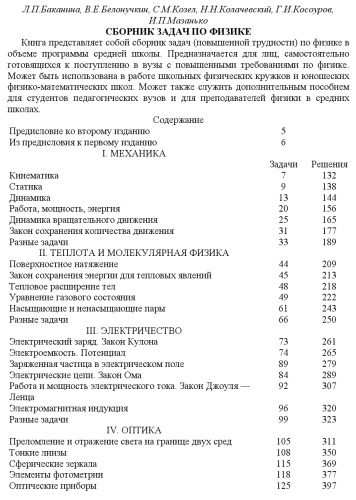 Л.П.Баканина, В.Е.Белонучкин, С.М.Козел, Н.Н.Колачевский, Г.И.Косоуров,
И.П.Мазанько
СБОРНИК ЗАДАЧ ПО ФИЗИКЕ
Книга представляет собой сборник задач (повышенной трудности) по физике в
объеме программы средней школы. Предназначается для лиц, самостоятельно
готовящихся к поступлению в вузы с повышенными требованиями по физике.
Может быть использована в работе школьных физических кружков и юношеских
физико-математических школ. Может также служить дополнительным пособием
для студентов педагогических вузов и для преподавателей физики в средних
школах.
Содержание
Предисловие ко второму изданию 5
Из предисловия к первому изданию 6
I. МЕХАНИКА
Задачи Решения
Кинематика 7 132
Статика 9 138
Динамика 13 144
Работа, мощность, энергия 20 156
Динамика вращательного движения 25 165
Закон сохранения количества движения 31 177
Разные задачи 33 189
II. ТЕПЛОТА И МОЛЕКУЛЯРНАЯ ФИЗИКА
Поверхностное натяжение 44 209
Закон сохранения энергии для тепловых явлений 45 213
Тепловое расширение тел 48 218
Уравнение газового состояния 49 222
Насыщающие и ненасыщающие пары 61 243
Разные задачи 66 250
III. ЭЛЕКТРИЧЕСТВО
Электрический заряд. Закон Кулона 73 261
Электроемкость. Потенциал 74 265
Заряженная частица в электрическом поле 89 279
Электрические цепи. Закон Ома 84 289
Работа и мощность электрического тока. Закон Джоуля — 92 307
Ленца
Электромагнитная индукция 96 320
Разные задачи 99 323
IV. ОПТИКА
Преломление и отражение света на границе двух сред 105 311
Тонкие линзы 108 350
Сферические зеркала 115 369
Элементы фотометрии 118 377
Оптические приборы 125 397